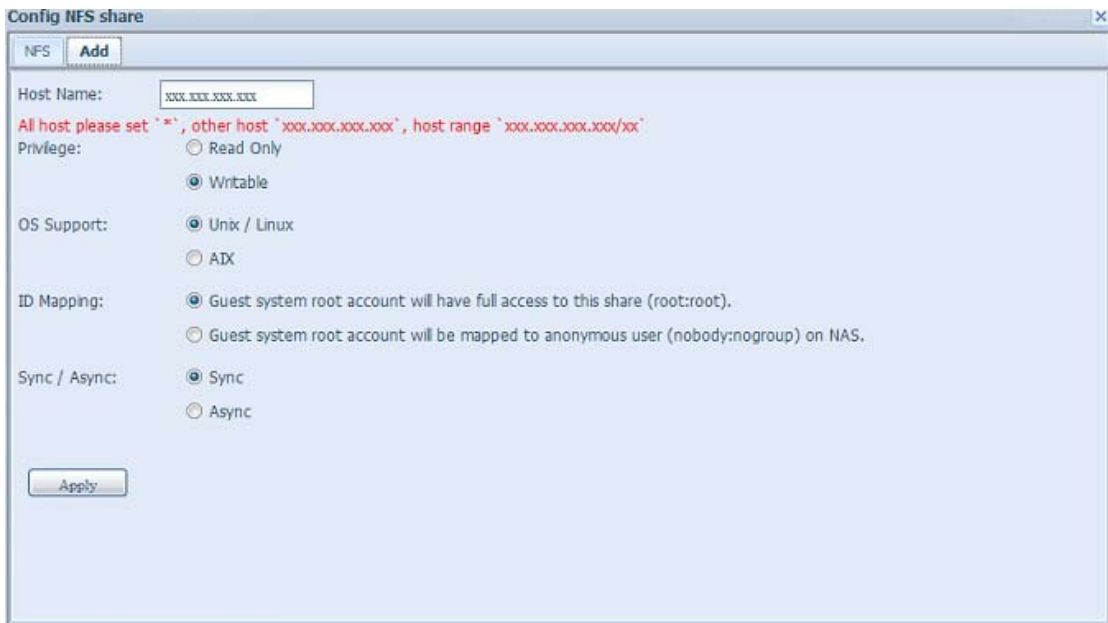 Config NFS share
NFS
Add
Host Name:
xxx.xxx.xxx.xxx
All host please set `*`, other host `xxx.xxx.xxx.xxx`, host range `xxx.xxx.xxx.xxx/xx`
Privilege:
Read Only
Writable
OS Support:
Unix / Linux
AIX
ID Mapping:
Guest system root account will have full access to this share (root:root).
Guest system root account will be mapped to anonymous user (nobody:nogroup) on NAS.
Sync / Async:
Sync
Async
Apply